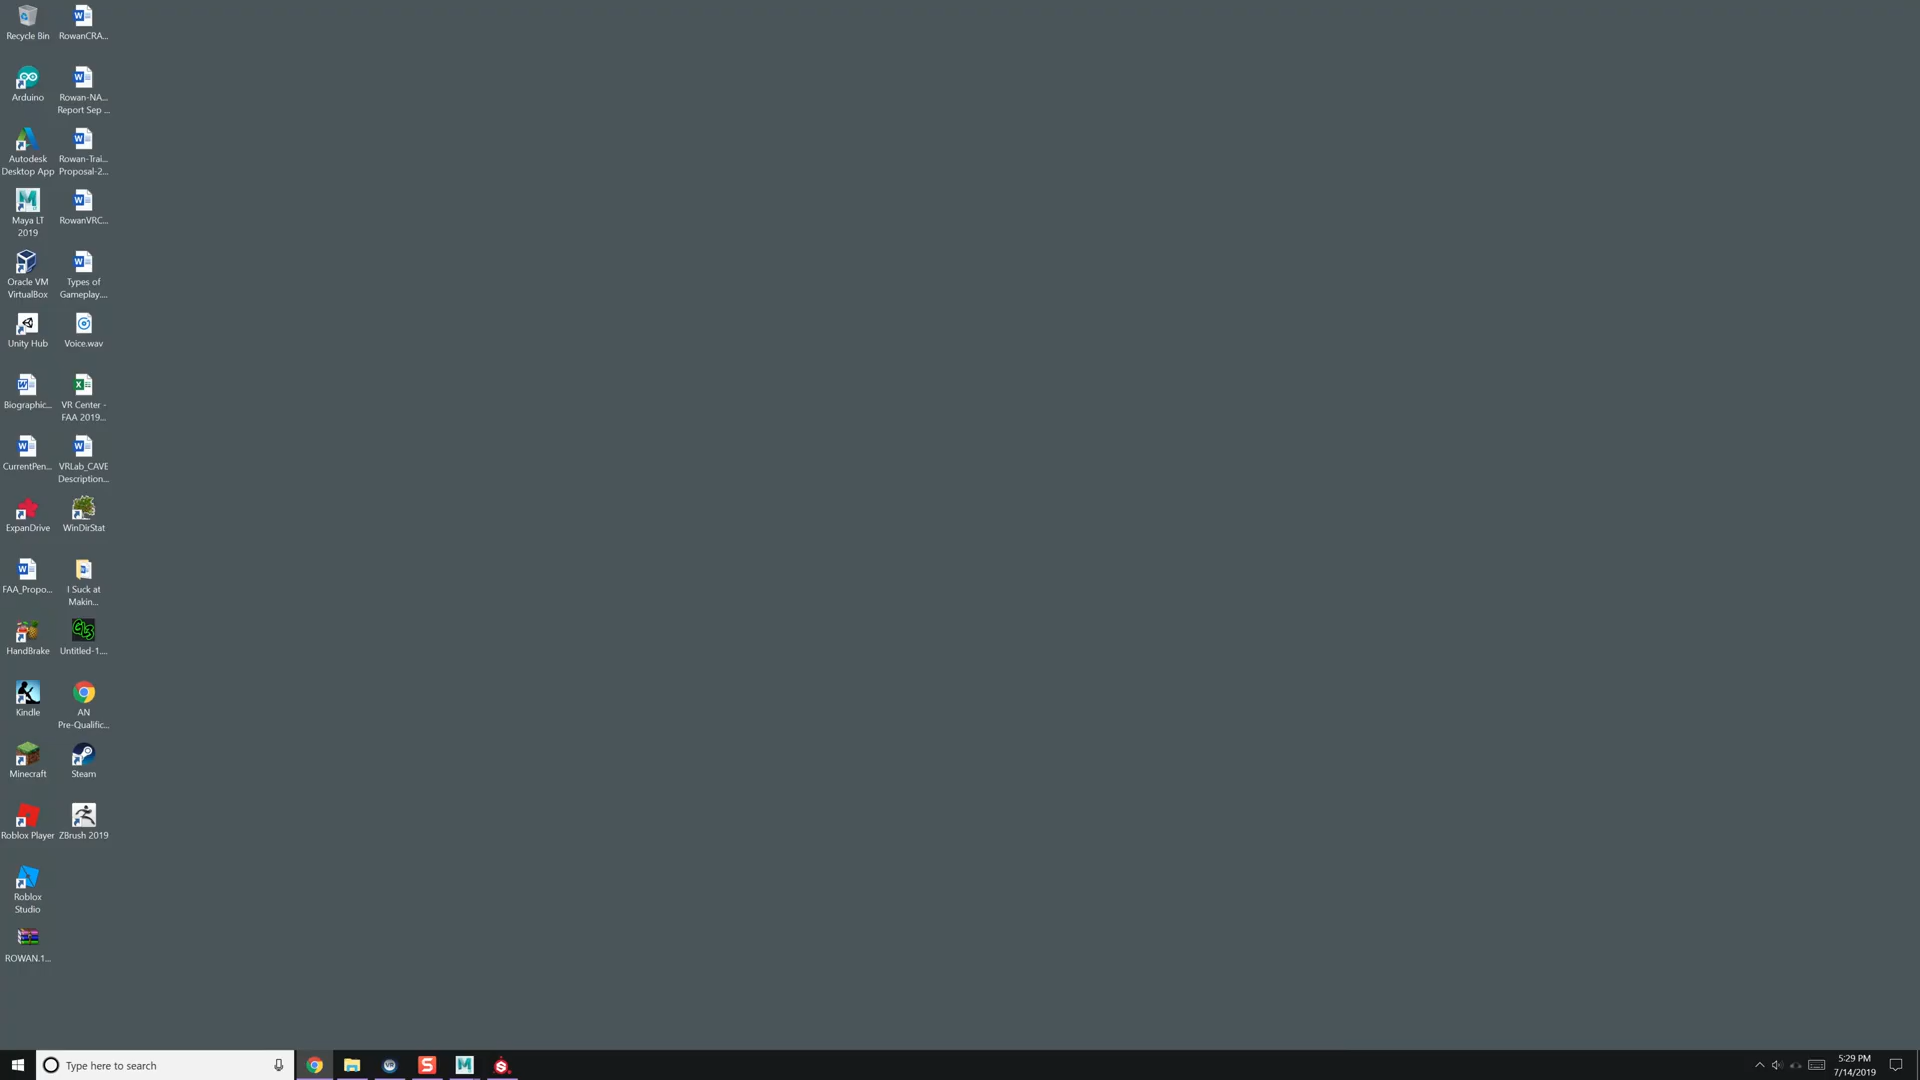 Recycle Bin
RowanCRA...
Arduino
Rowan-NA...
Report Sep ...
Autodesk
Desktop App
Rowan-Trai...
Proposal-2...
Maya LT
2019
RowanVRC...
Oracle VM
VirtualBox
Types of
Gameplay....
Unity Hub
Voice.wav
Biographic...
VR Center -
FAA 2019...
CurrentPen...
VRLab_CAVE
Description...
ExpanDrive
WinDirStat
FAA_Propo...
I Suck at
Makin...
HandBrake
GL3
Untitled-1....
Kindle
AN
Pre-Qualific...
Minecraft
Steam
Roblox Player
ZBrush 2019
Roblox
Studio
ROWAN.1...
Type here to search
5:29 PM
7/14/2019